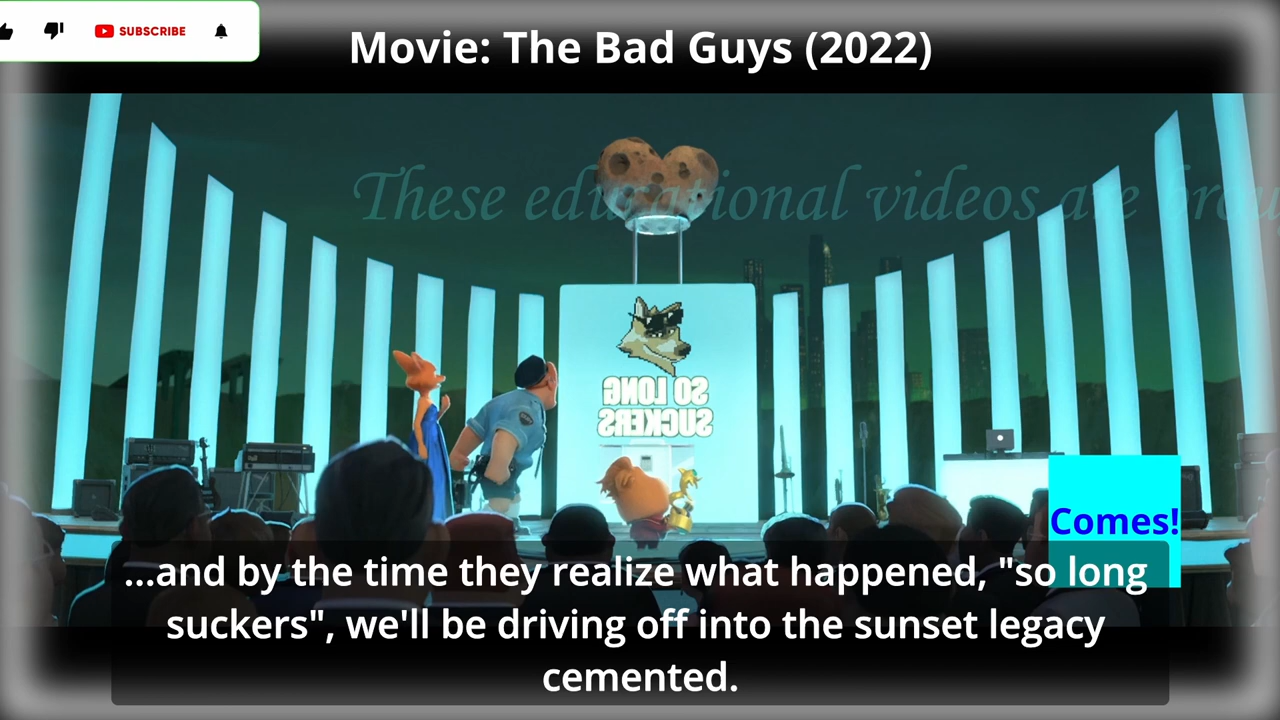 SUBSCRIBE
Movie: The Bad Guys (2022)
These educational videos are brou
SO LONG
SUCKERS
Comes!
...and by the time they realize what happened, "so long
suckers", we'll be driving off into the sunset legacy
cemented.